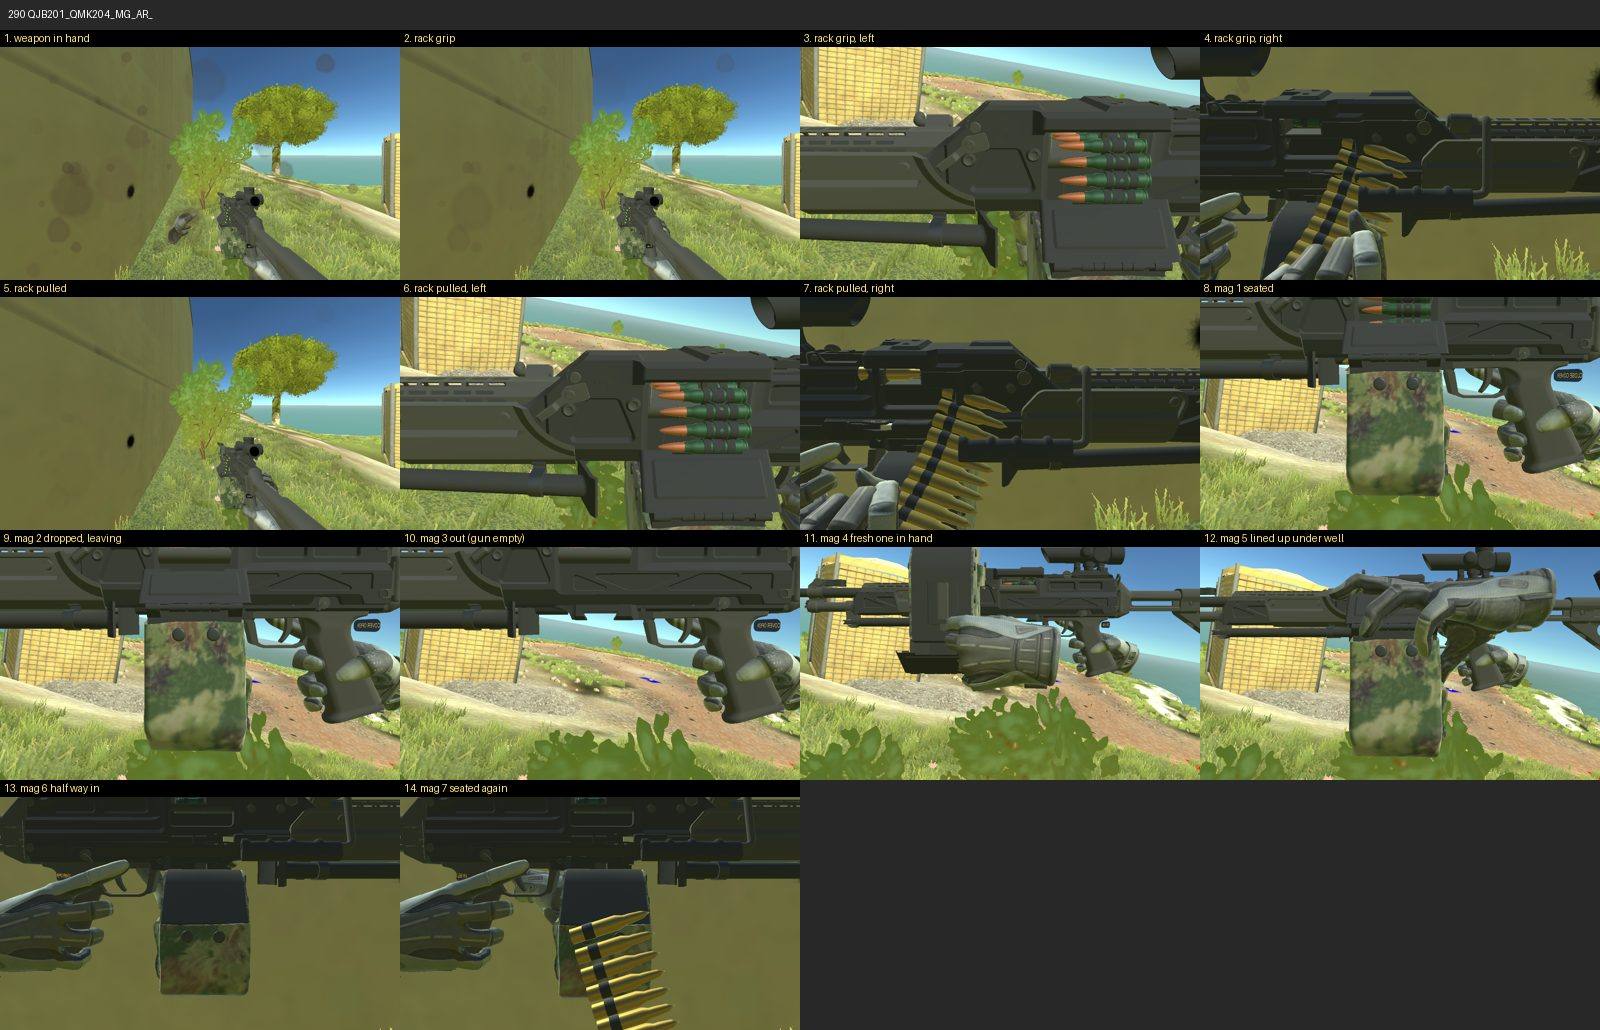 290 QJB201_QMK204_MG_AR_
1. weapon in hand
2. rack grip
3. rack grip, left
4. rack grip, right
5. rack pulled
6. rack pulled, left
7. rack pulled, right
8. mag 1 seated
9. mag 2 dropped, leaving
10. mag 3 out (gun empty)
11. mag 4 fresh one in hand
12. mag 5 lined up under well
13. mag 6 half way in
14. mag 7 seated again